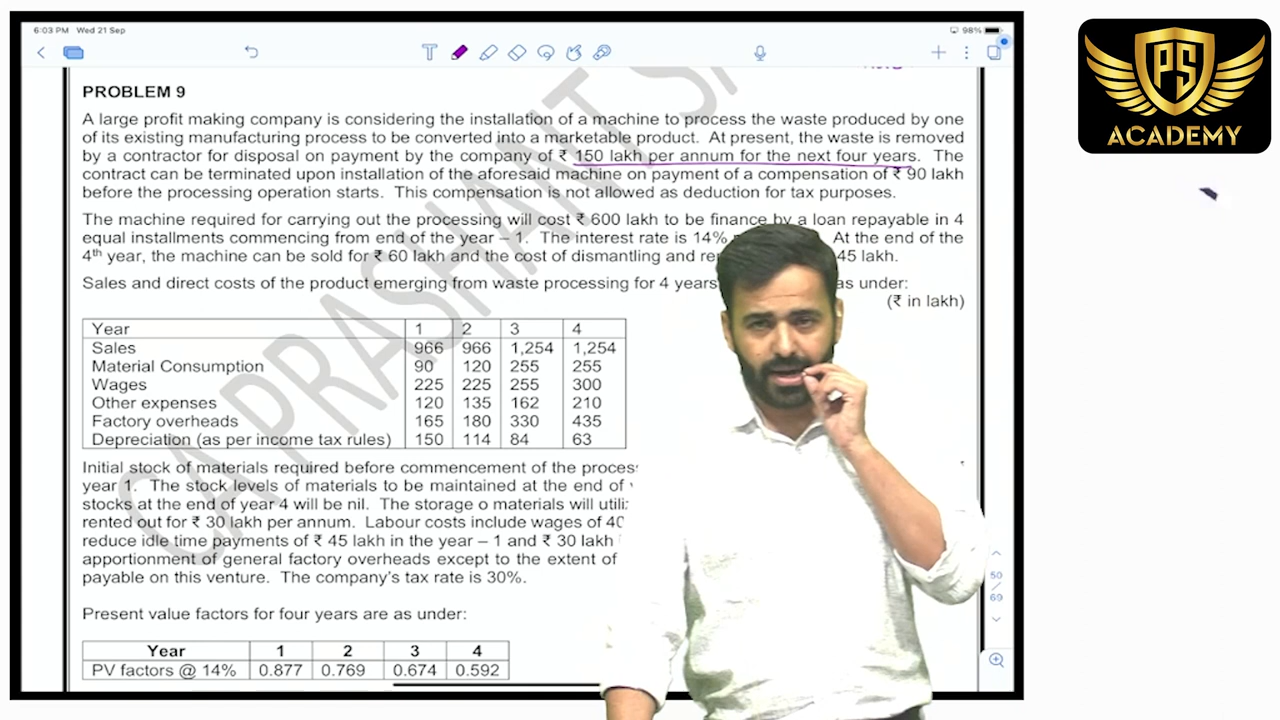 6:03 PM Wed 21 Sep
98%
PROBLEM 9
A large profit making company is considering the installation of a machine to process the waste produced by one
of its existing manufacturing process to be converted into a marketable product. At present, the waste is removed
by a contractor for disposal on payment by the company of ₹ 150 lakh per annum for the next four years. The
contract can be terminated upon installation of the aforesaid machine on payment of a compensation of ₹ 90 lakh
before the processing operation starts. This compensation is not allowed as deduction for tax purposes.
The machine required for carrying out the processing will cost ₹ 600 lakh to be finance by a loan repayable in 4
equal installments commencing from end of the year – 1. The interest rate is 14% At the end of the
4th year, the machine can be sold for ₹ 60 lakh and the cost of dismantling and 45 lakh.
Sales and direct costs of the product emerging from waste processing for 4 years as under:
(₹ in lakh)
Year 1 2 3 4
Sales 966 966 1,254 1,254
Material Consumption 90 120 255 255
Wages 225 225 255 300
Other expenses 120 135 162 210
Factory overheads 165 180 330 435
Depreciation (as per income tax rules) 150 114 84 63
Initial stock of materials required before commencement of the
year 1. The stock levels of materials to be maintained at the end of
stocks at the end of year 4 will be nil. The storage o materials will
rented out for ₹ 30 lakh per annum. Labour costs include wages of
reduce idle time payments of ₹ 45 lakh in the year – 1 and ₹ 30 lakh
apportionment of general factory overheads except to the extent of
payable on this venture. The company's tax rate is 30%.
Present value factors for four years are as under:
Year 1 2 3 4
PV factors @ 14% 0.877 0.769 0.674 0.592
CA PRASHANT
50
69
PS
ACADEMY